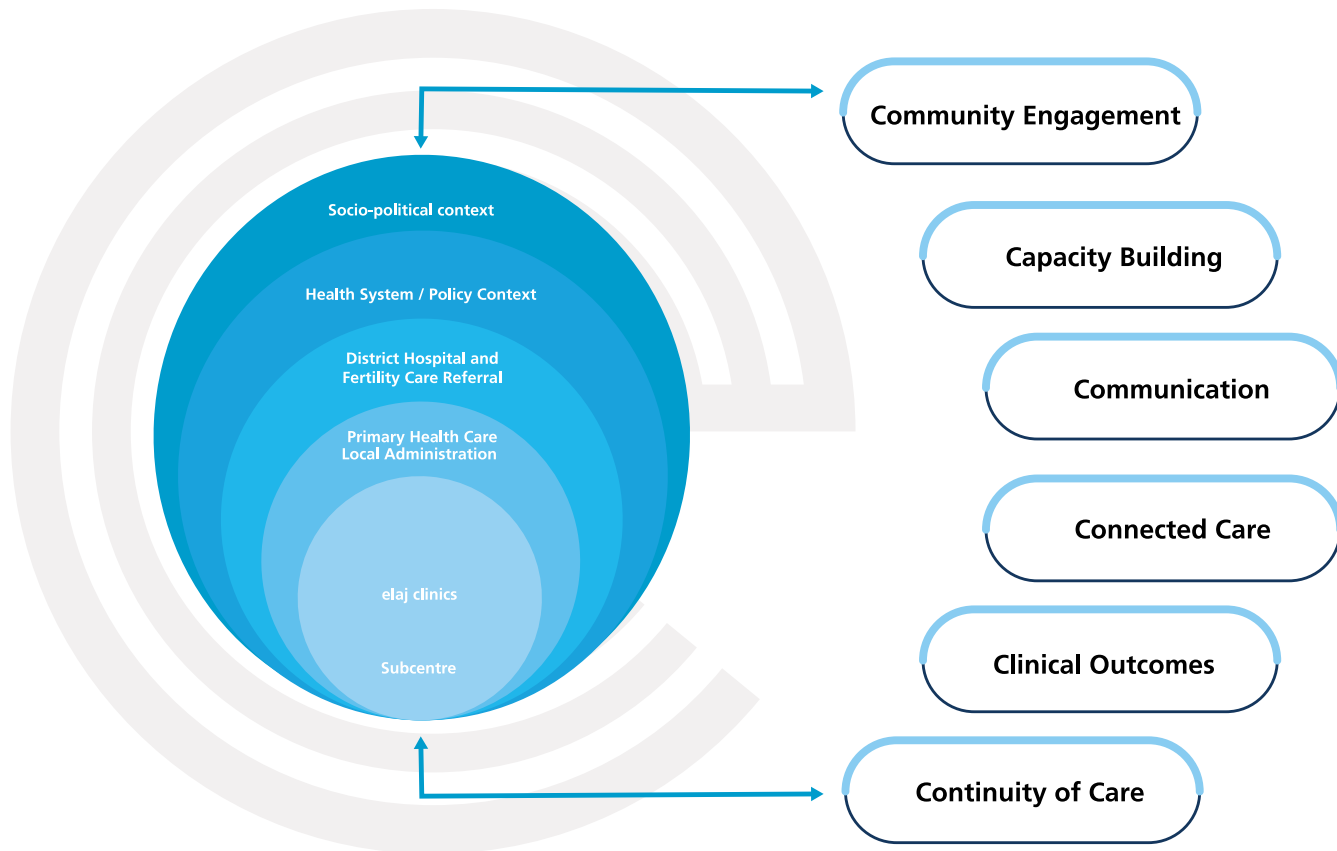 Community Engagement
Socio-political context
Capacity Building
Health System / Policy Context
District Hospital and
Fertility Care Referral
Communication
Primary Health Care
Local Administration
Connected Care
elaj clinics
Subcentre
Clinical Outcomes
Continuity of Care